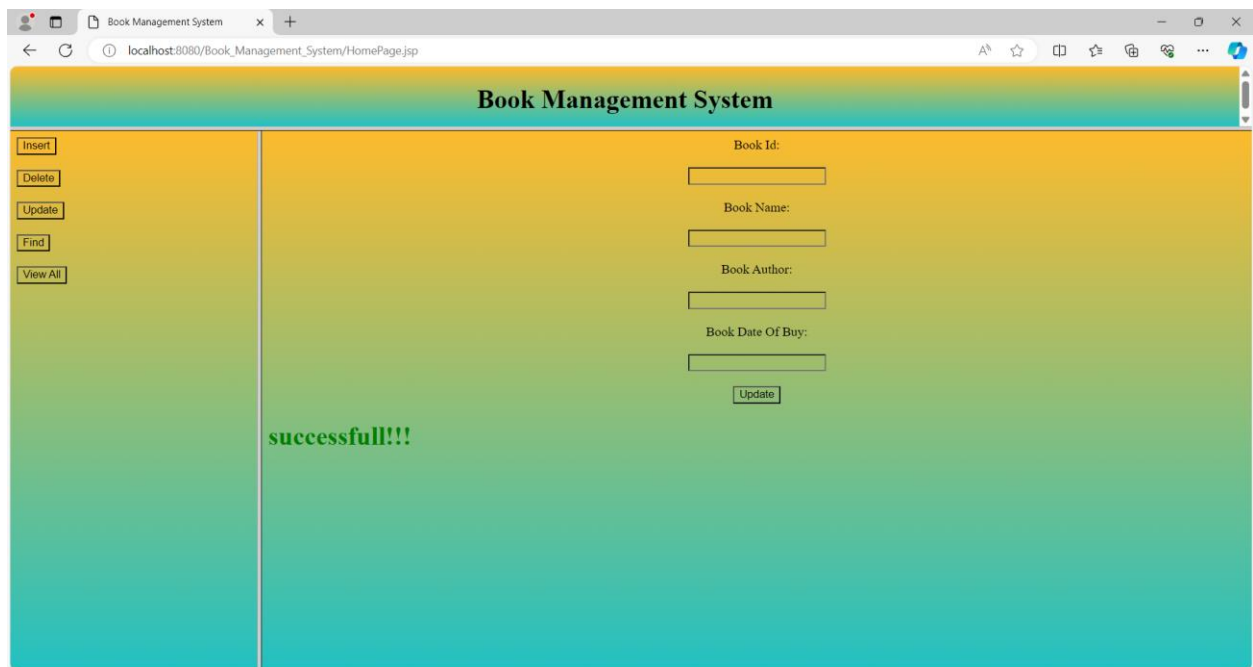 Book Management System
localhost:8080/Book_Management_System/HomePage.jsp
Book Management System
Insert
Delete
Update
Find
View All
Book Id:
Book Name:
Book Author:
Book Date Of Buy:
Update
successfull!!!